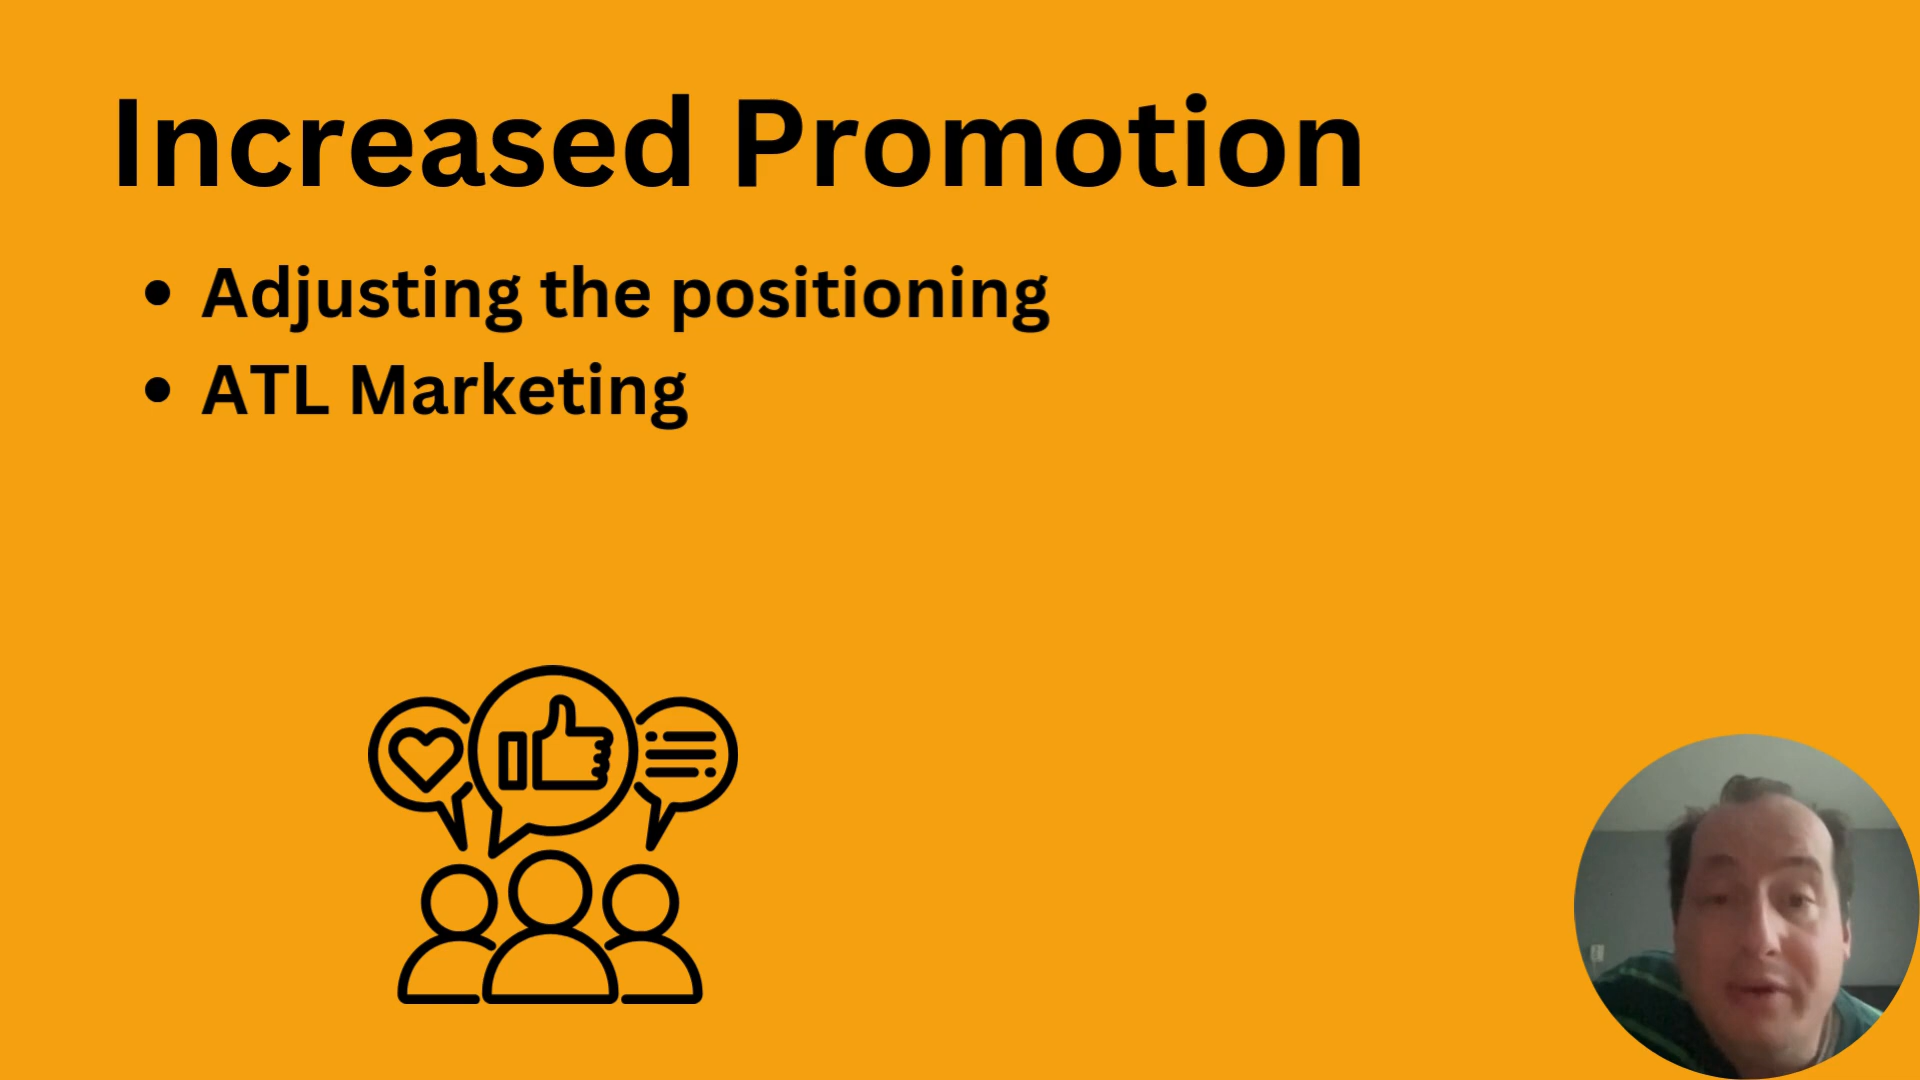 Increased Promotion
• Adjusting the positioning
• ATL Marketing